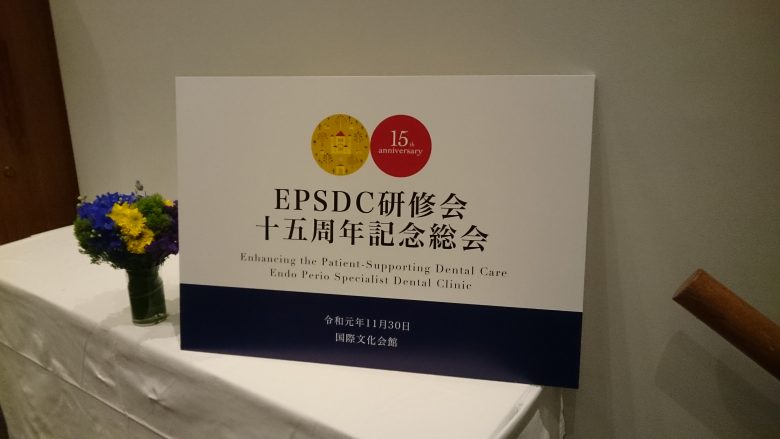 15th
anniversary
EPSDC研修会
十五周年記念総会
Enhancing the Patient-Supporting Dental Care
Endo Perio Specialist Dental Clinic
令和元年11月30日
国際文化会館